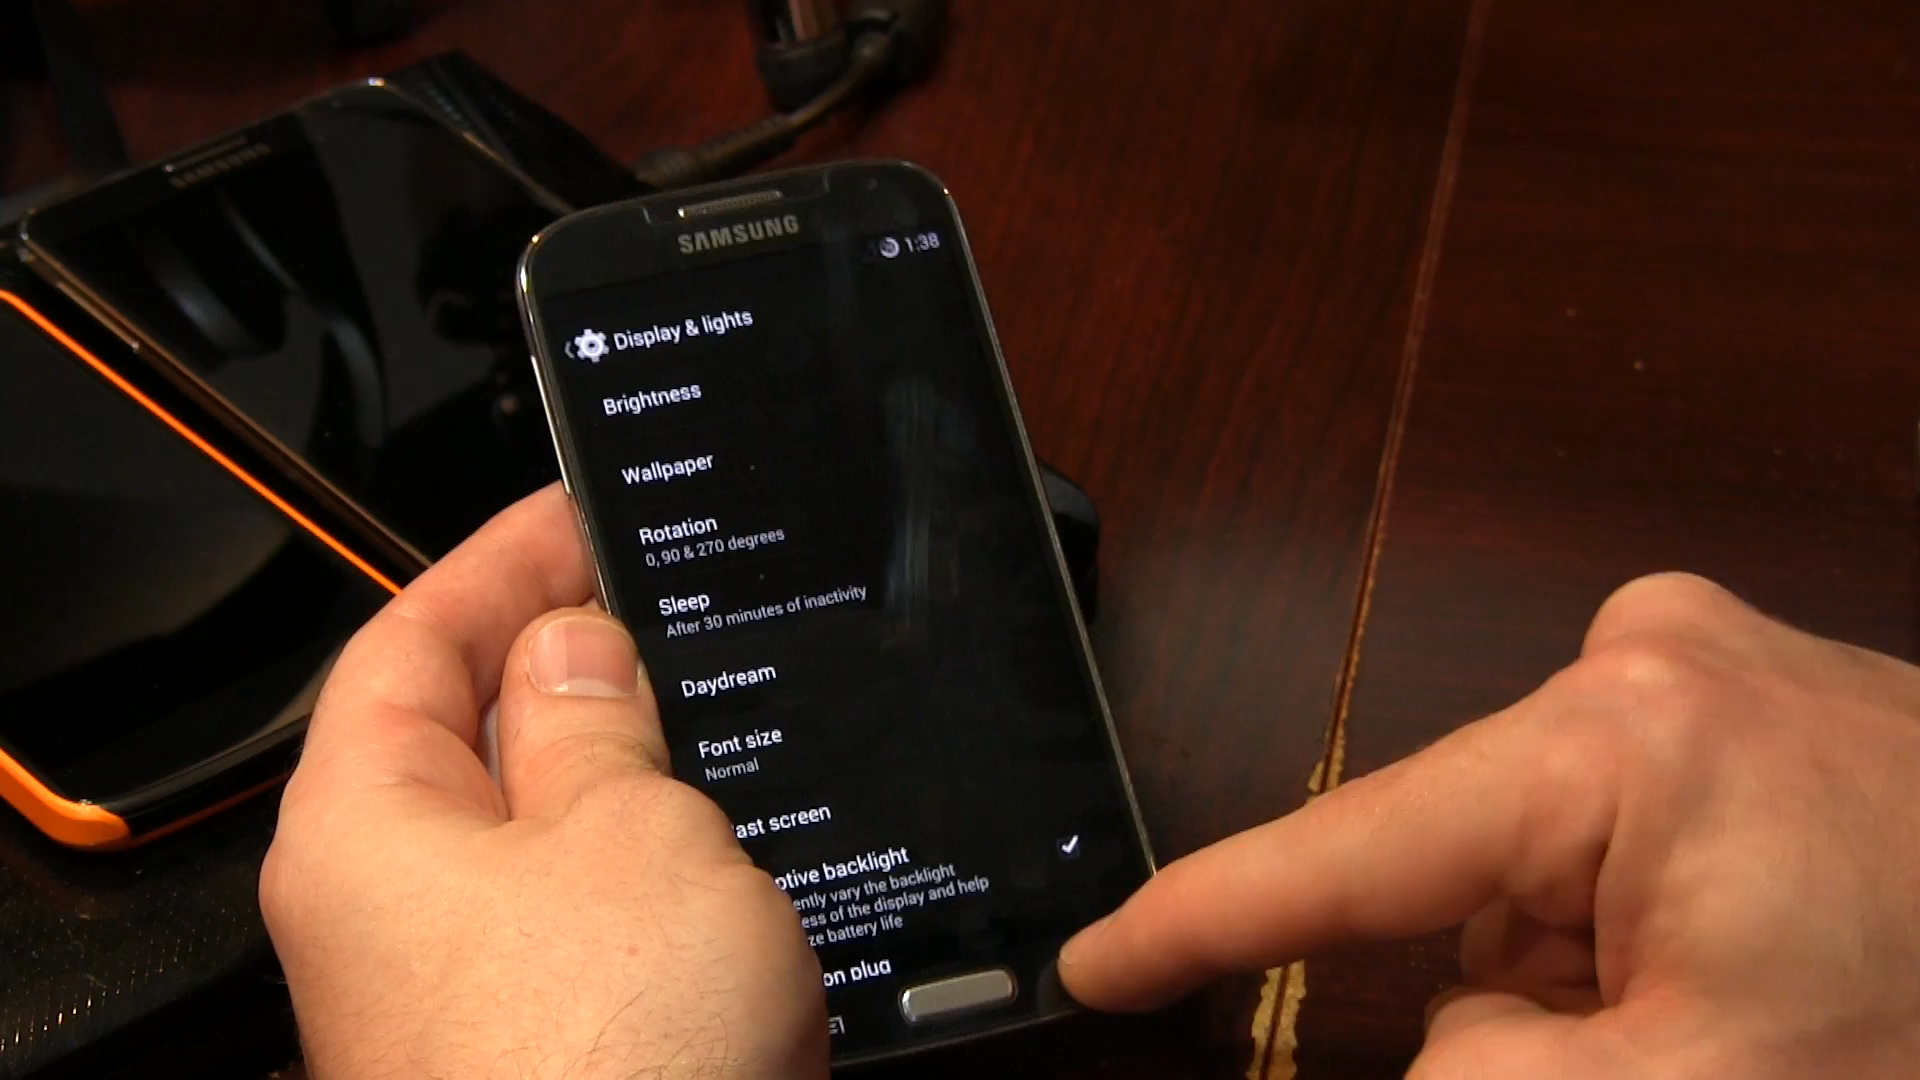 SAMSUNG
SAMSUNG
1:38
Display & lights
Brightness
Wallpaper
Rotation
0, 90 & 270 degrees
Sleep
After 30 minutes of inactivity
Daydream
Font size
Normal
ast screen
ptive backlight
ently vary the backlight
ess of the display and help
ze battery life
on plug